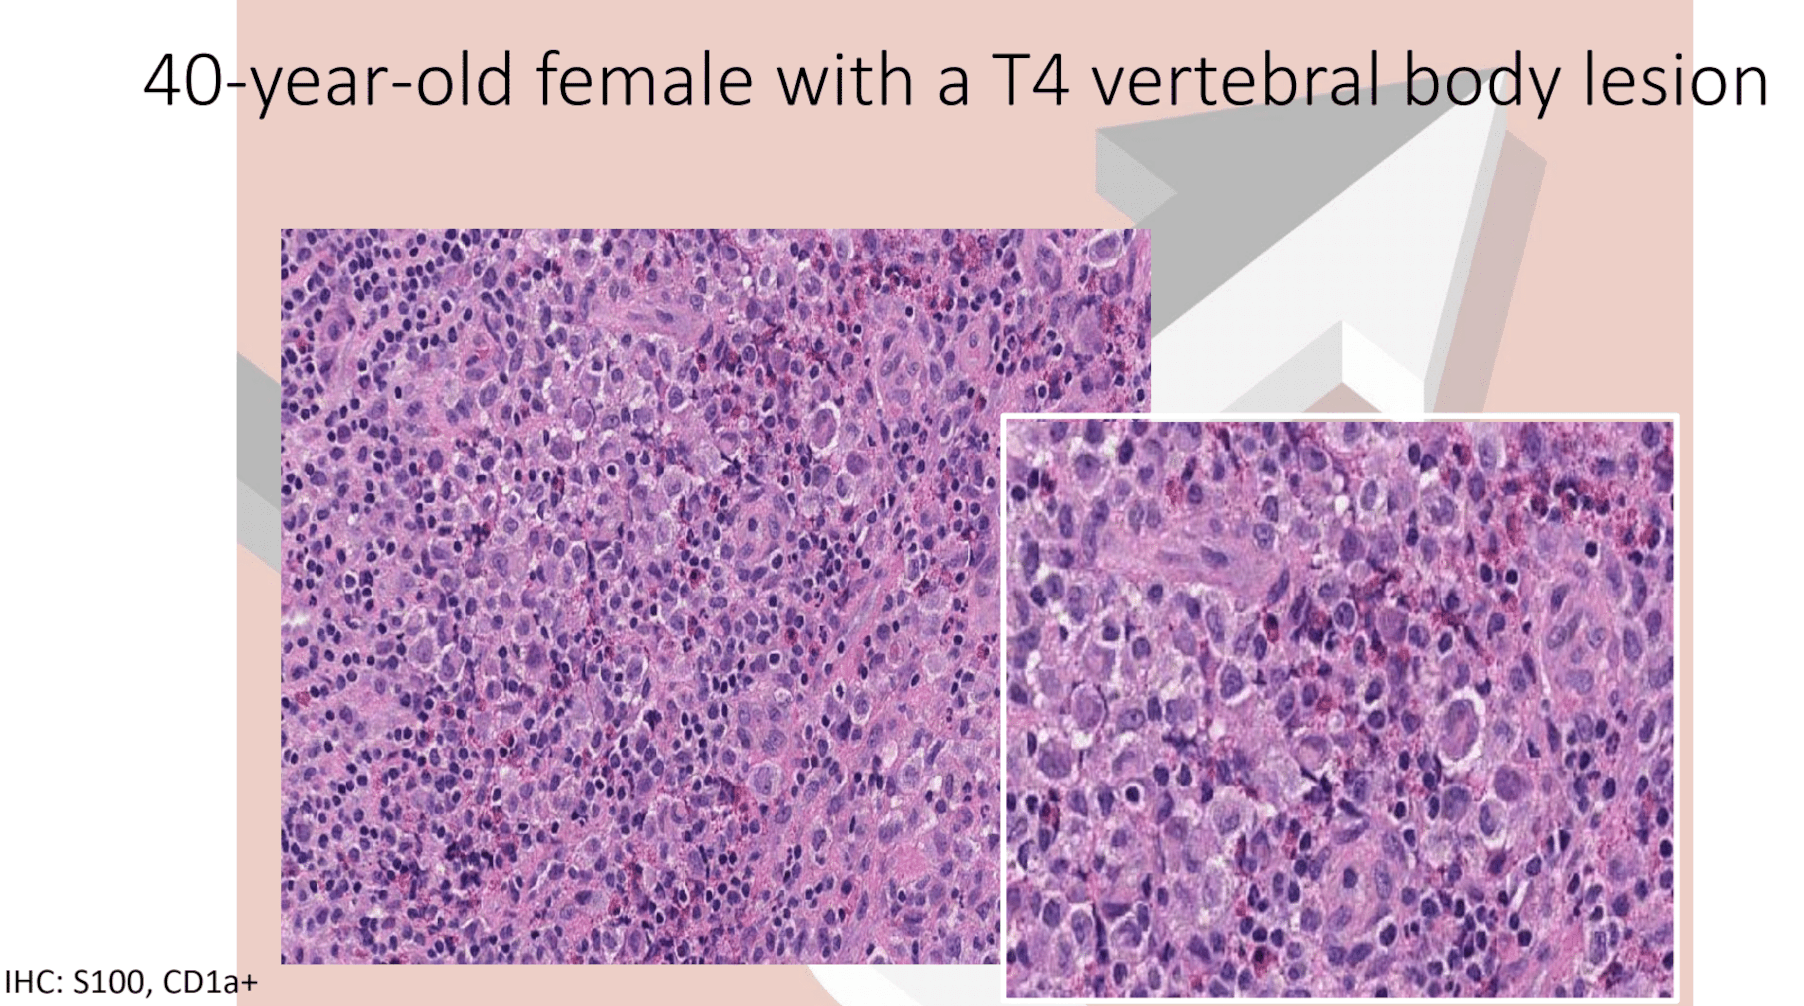 40-year-old female with a T4 vertebral body lesion
IHC: S100, CD1a+